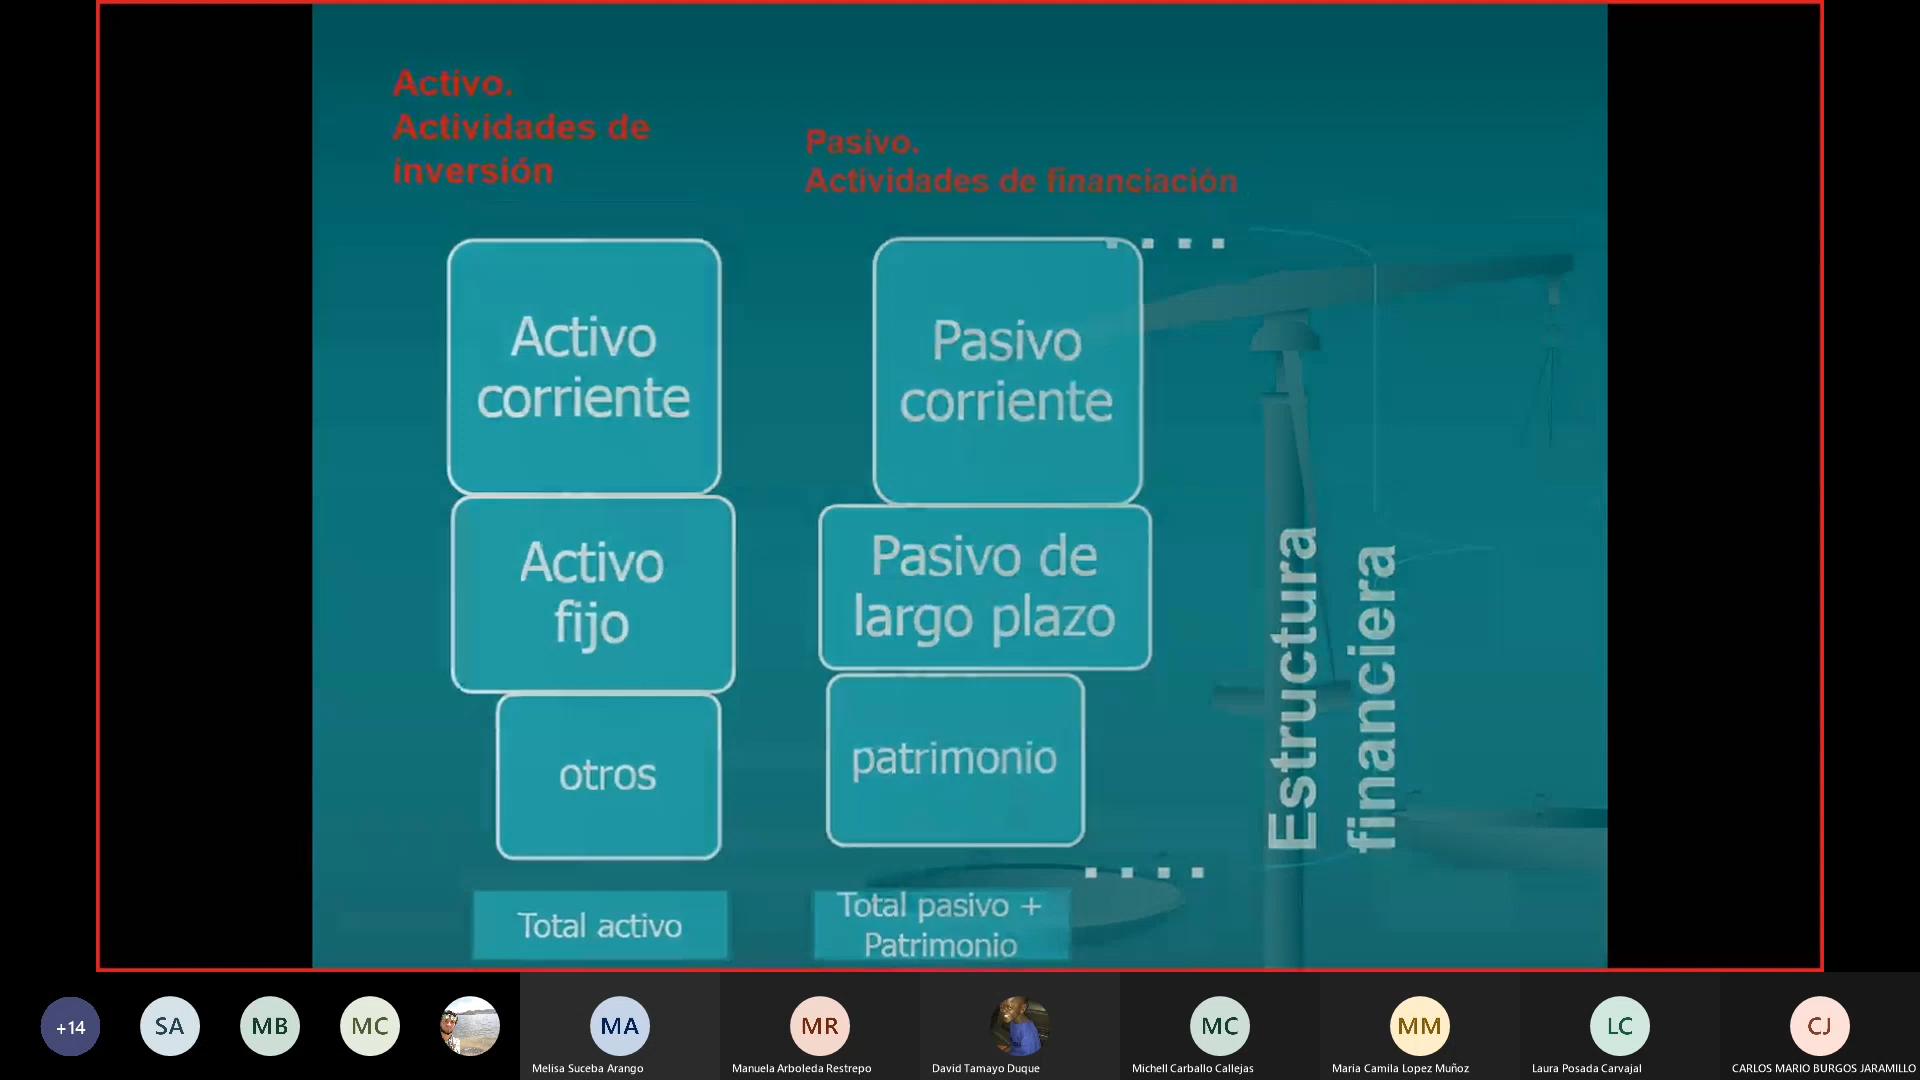 Activo.
Actividades de
inversión
Pasivo.
Actividades de financiación
Activo
corriente
Activo
fijo
otros
Total activo
Pasivo
corriente
Pasivo de
largo plazo
patrimonio
Total pasivo +
Patrimonio
Estructura
financiera
+14
SA
MB
MC
MA
Melisa Suceba Arango
MR
Manuela Arboleda Restrepo
David Tamayo Duque
MC
Michell Carballo Callejas
MM
Maria Camila Lopez Muñoz
LC
Laura Posada Carvajal
CJ
CARLOS MARIO BURGOS JARAMILLO